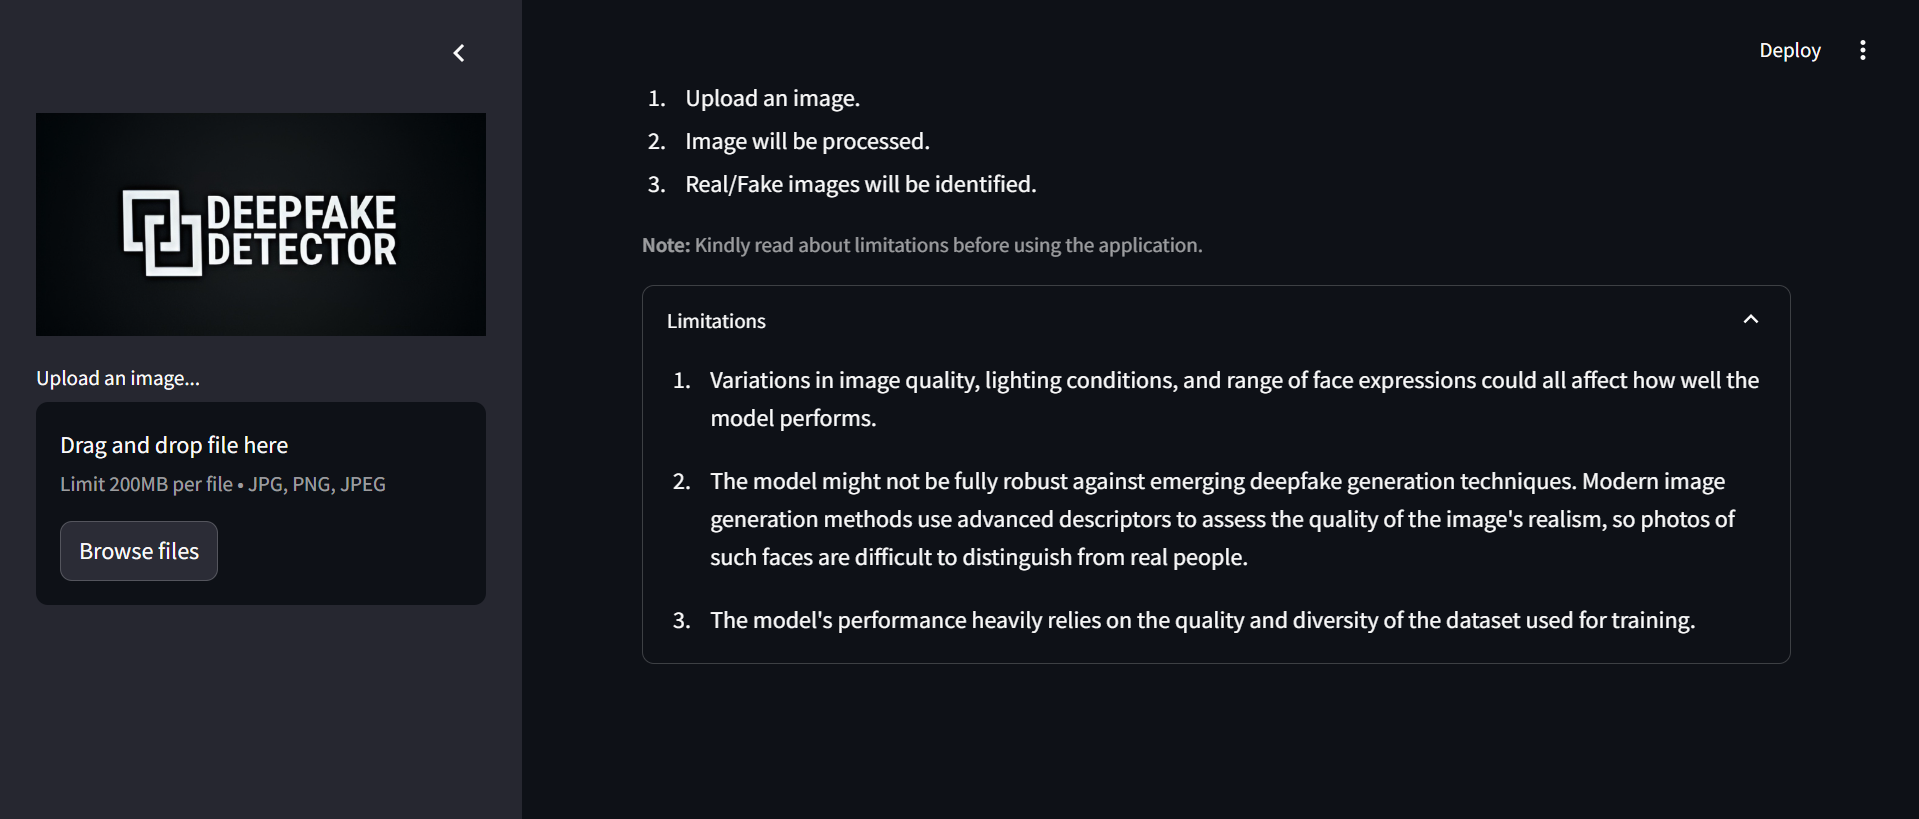 DEEPFAKE
DETECTOR
Upload an image...
Drag and drop file here
Limit 200MB per file • JPG, PNG, JPEG
Browse files
Deploy
1. Upload an image.
2. Image will be processed.
3. Real/Fake images will be identified.
Note: Kindly read about limitations before using the application.
Limitations
1. Variations in image quality, lighting conditions, and range of face expressions could all affect how well the
model performs.
2. The model might not be fully robust against emerging deepfake generation techniques. Modern image
generation methods use advanced descriptors to assess the quality of the image's realism, so photos of
such faces are difficult to distinguish from real people.
3. The model's performance heavily relies on the quality and diversity of the dataset used for training.